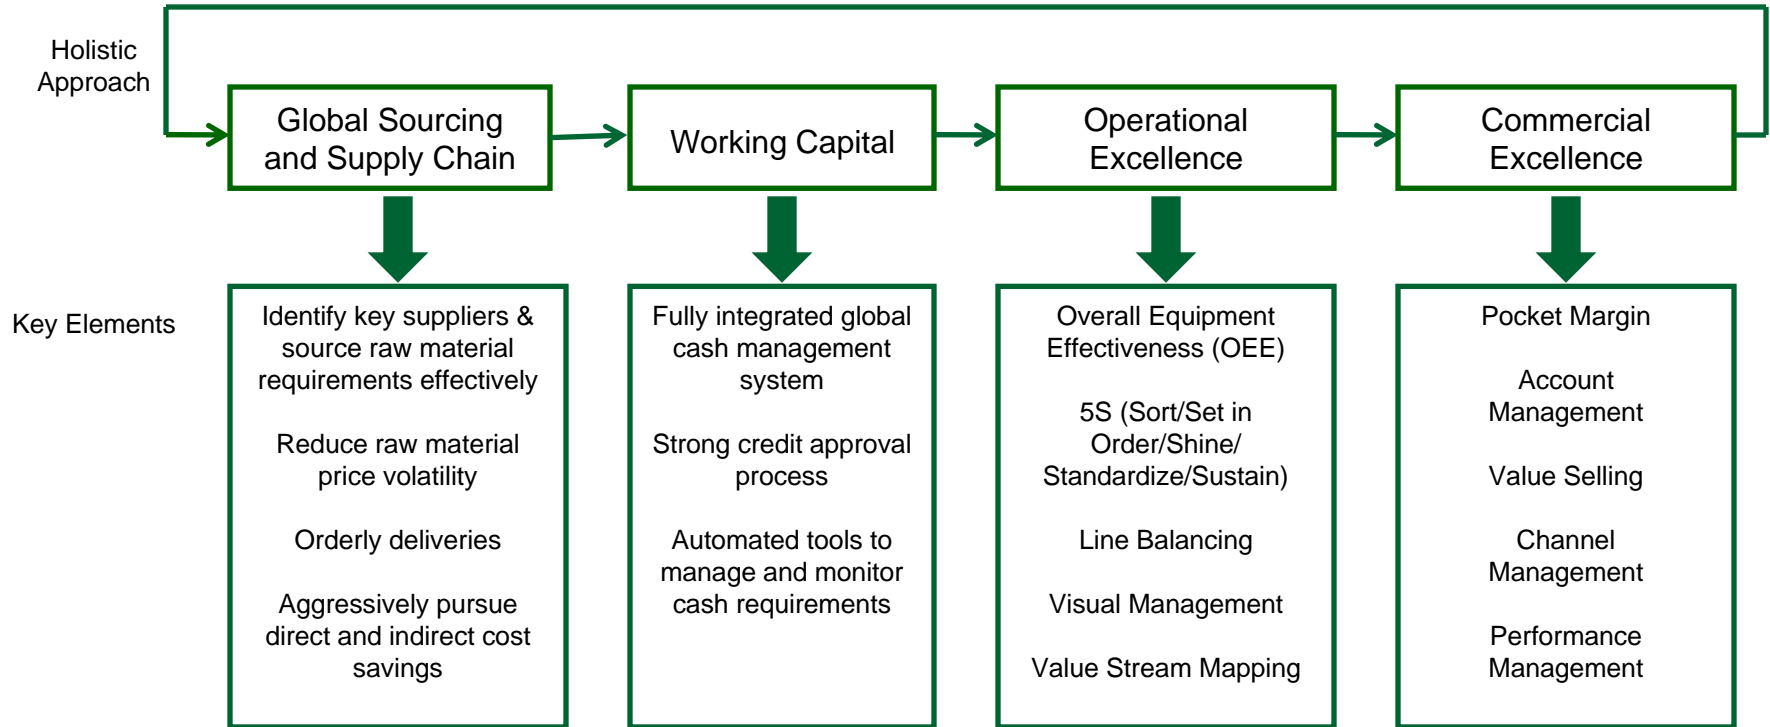 Holistic
Approach
Global Sourcing
and Supply Chain
Working Capital
Operational
Excellence
Commercial
Excellence
Key Elements
Identify key suppliers &
source raw material
requirements effectively
Reduce raw material
price volatility
Orderly deliveries
Aggressively pursue
direct and indirect cost
savings
Fully integrated global
cash management
system
Strong credit approval
process
Automated tools to
manage and monitor
cash requirements
Overall Equipment
Effectiveness (OEE)
5S (Sort/Set in
Order/Shine/
Standardize/Sustain)
Line Balancing
Visual Management
Value Stream Mapping
Pocket Margin
Account
Management
Value Selling
Channel
Management
Performance
Management